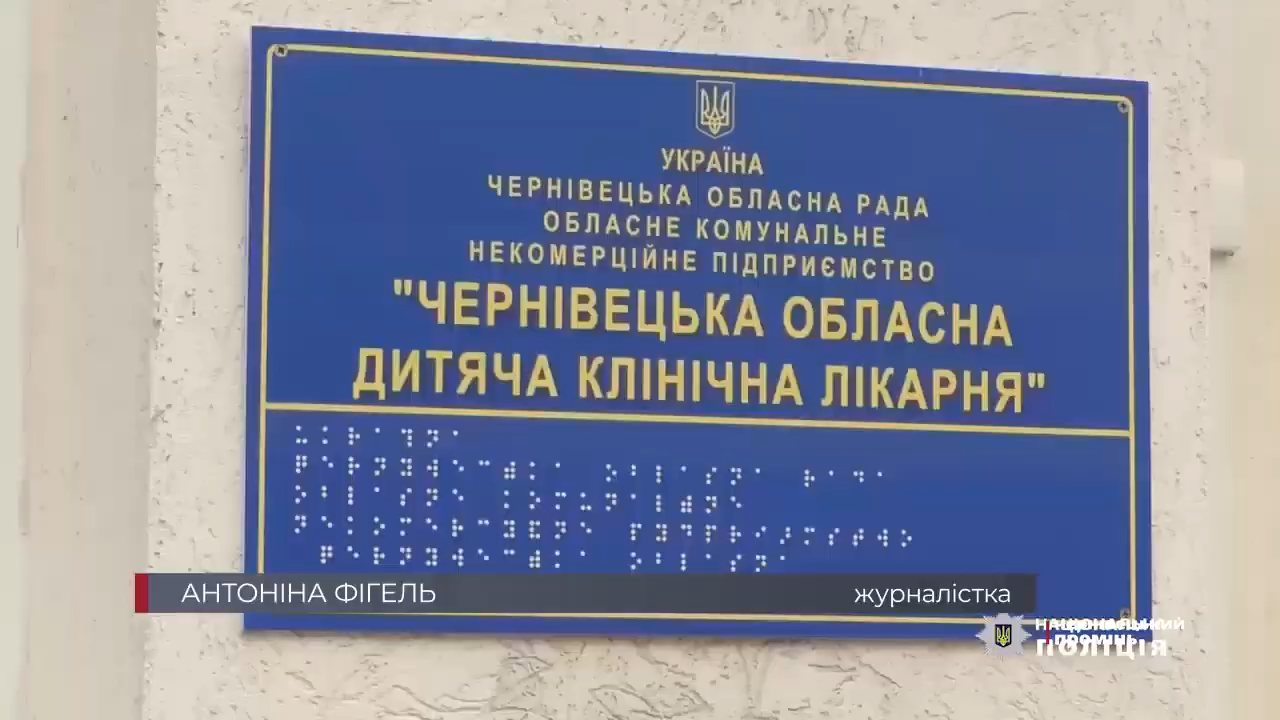 УКРАЇНА
ЧЕРНІВЕЦЬКА ОБЛАСНА РАДА
ОБЛАСНЕ КОМУНАЛЬНЕ
НЕКОМЕРЦІЙНЕ ПІДПРИЄМСТВО
"ЧЕРНІВЕЦЬКА ОБЛАСНА
ДИТЯЧА КЛІНІЧНА ЛІКАРНЯ"
АНТОНІНА ФІГЕЛЬ журналістка
ПОЛІЦІЯ